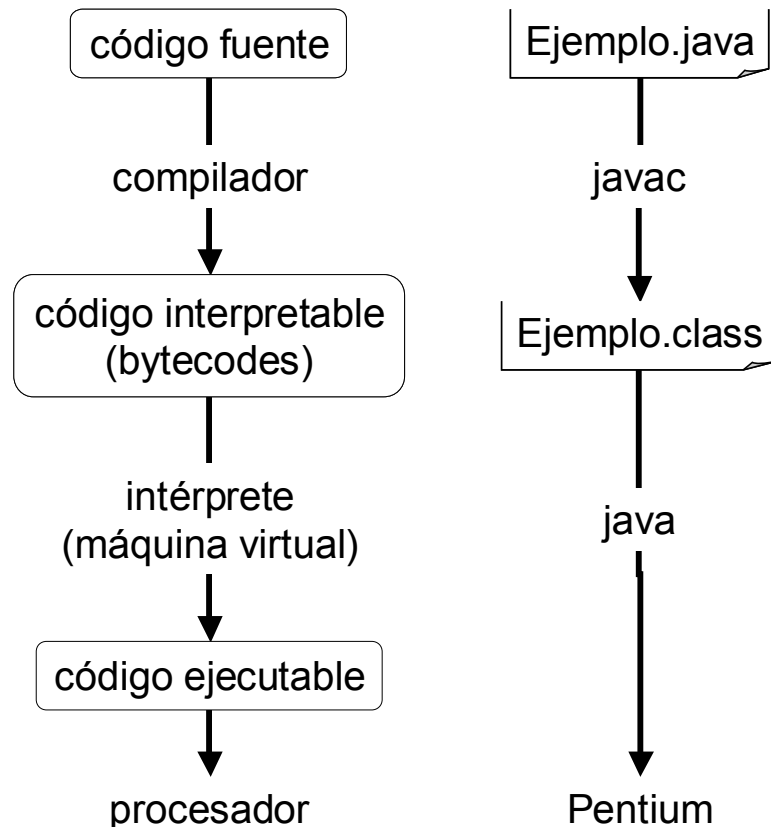 código fuente
compilador
código interpretable
(bytecodes)
intérprete
(máquina virtual)
código ejecutable
procesador
Ejemplo.java
javac
Ejemplo.class
java
Pentium